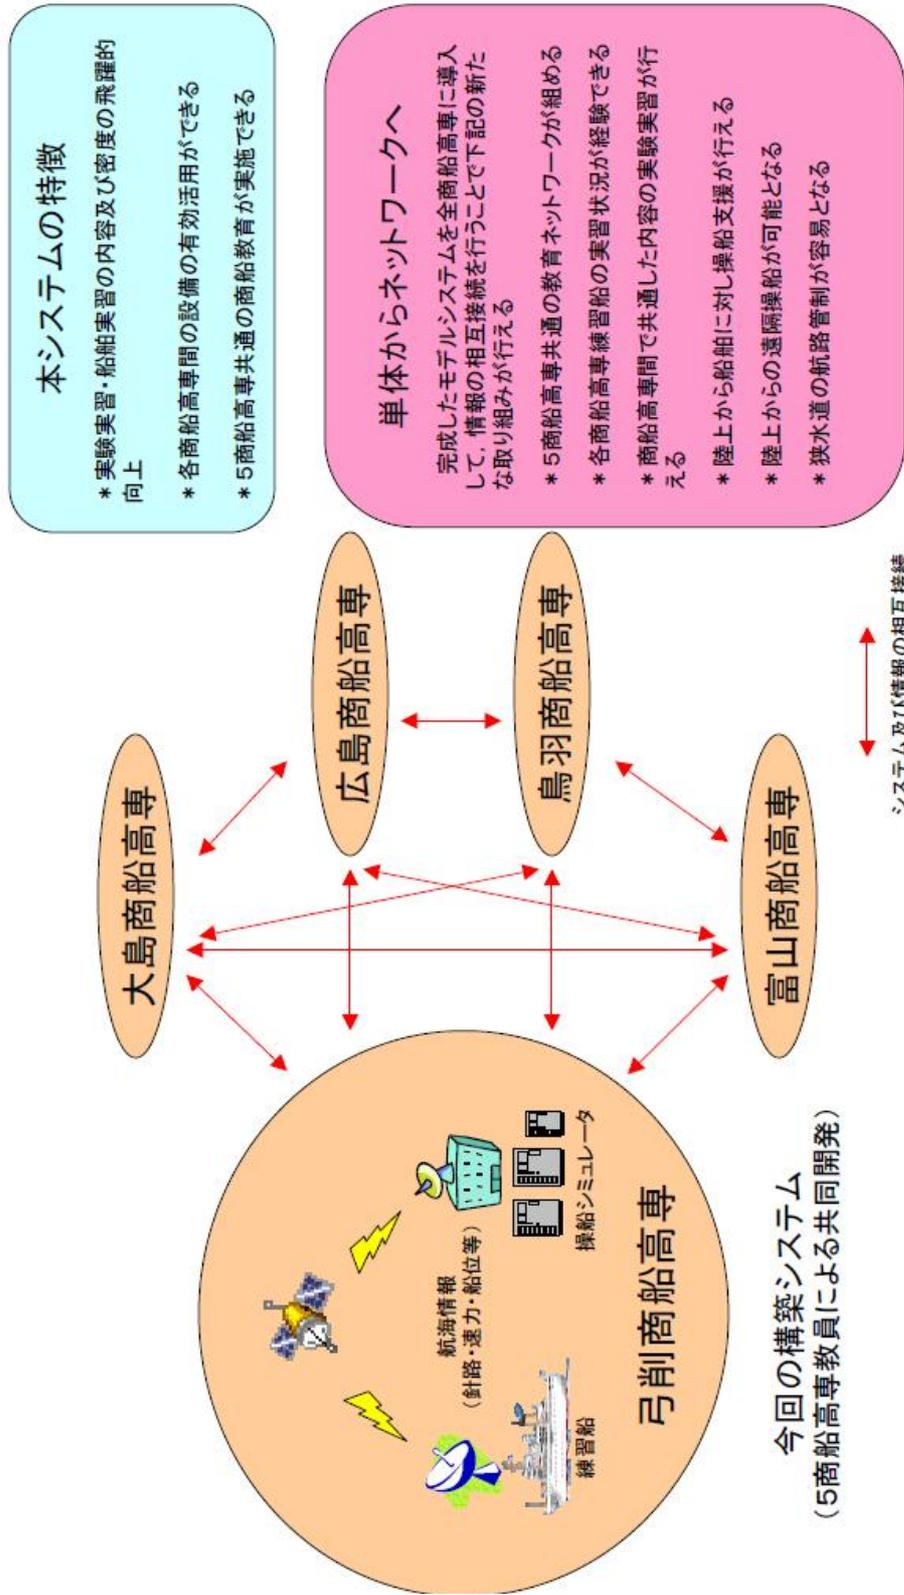 本システムの特徴
＊実験実習・船舶実習の内容及び密度の飛躍的
向上
＊各商船高専間の設備の有効活用ができる
＊５商船高専共通の商船教育が実施できる
単体からネットワークへ
完成したモデルシステムを全商船高専に導入
して，情報の相互接続を行うことで下記の新た
な取り組みが行える
＊５商船高専共通の教育ネットワークが組める
＊各商船高専練習船の実習状況が経験できる
＊商船高専間で共通した内容の実験実習が行
える
＊陸上から船舶に対し操船支援が行える
＊陸上からの遠隔操船が可能となる
＊狭水道の航路管制が容易となる
大島商船高専
広島商船高専
鳥羽商船高専
富山商船高専
システム及び情報の相互接続
航海情報
（針路・速力・船位等）
練習船
操船シミュレータ
弓削商船高専
今回の構築システム
（５商船高専教員による共同開発）